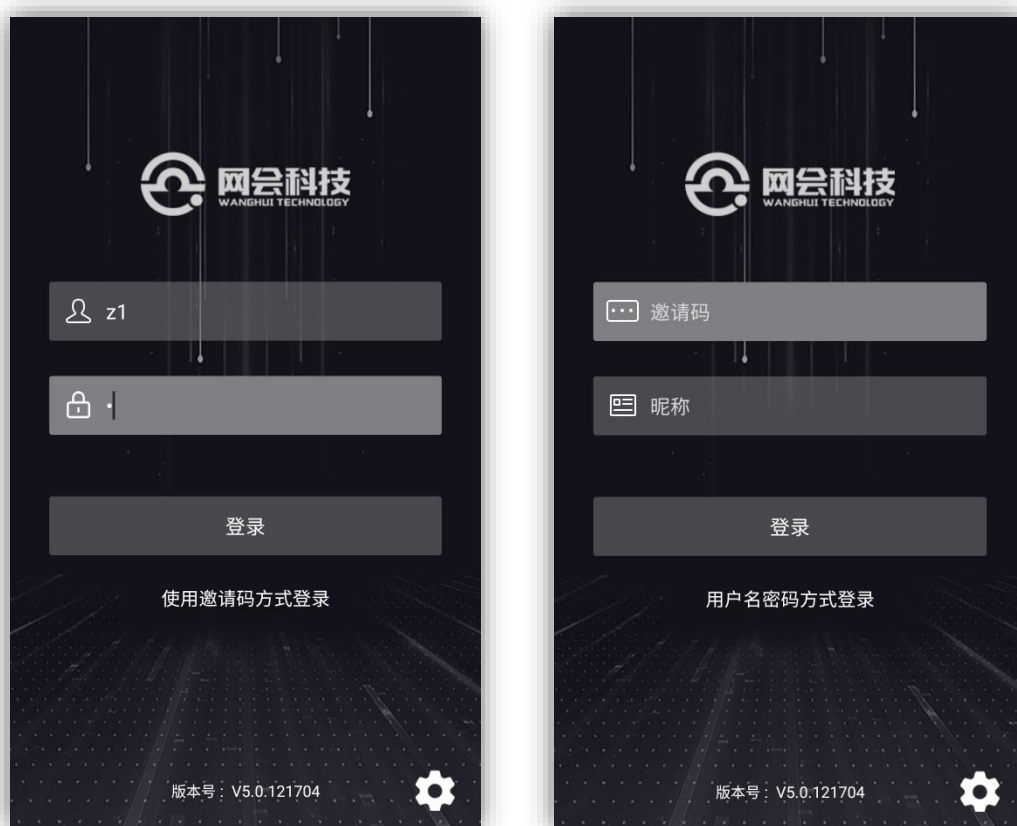 网会科技
WANGHUI TECHNOLOGY
z1
登录
使用邀请码方式登录
版本号：V5.0.121704
网会科技
WANGHUI TECHNOLOGY
邀请码
昵称
登录
用户名密码方式登录
版本号：V5.0.121704